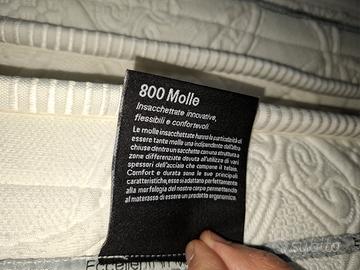 800 Molle
Insacchettate innovative,
flessibili e confortevoli.
Le molle insacchettate hanno la particolarità di
essere tante molle una indipendente dall'altra
chiuse dentro un sacchetto con una struttura a
zone differenziate dovuta all'utilizzo di vari
spessori dell'acciaio che compone il telaio.
Comfort e durata sono le sue principali
caratteristiche, esse si adattano perfettamente
alla morfologia del nostro corpo permettendo
al materasso di essere un prodotto ergonomico.
subito